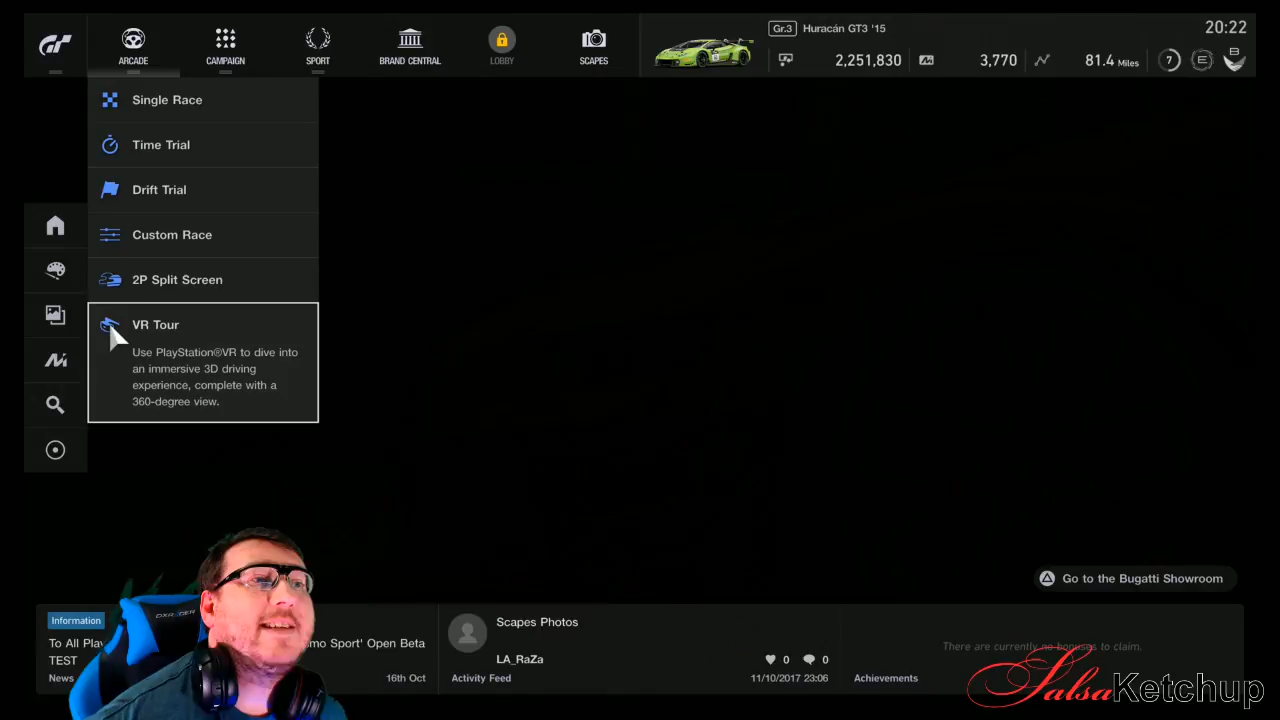 ARCADE
CAMPAIGN
SPORT
BRAND CENTRAL
LOBBY
SCAPES
Gr.3 Huracán GT3 '15
20:22
2,251,830
3,770
81.4 Miles
7
E
B
Single Race
Time Trial
Drift Trial
Custom Race
2P Split Screen
VR Tour
Use PlayStation®VR to dive into
an immersive 3D driving
experience, complete with a
360-degree view.
Go to the Bugatti Showroom
Information
To All Play mo Sport' Open Beta
TEST
News 16th Oct
Scapes Photos
LA_RaZa 0 0
Activity Feed 11/10/2017 23:06
There are currently no bonuses to claim.
Achievements
DXRACER
SalsaKetchup